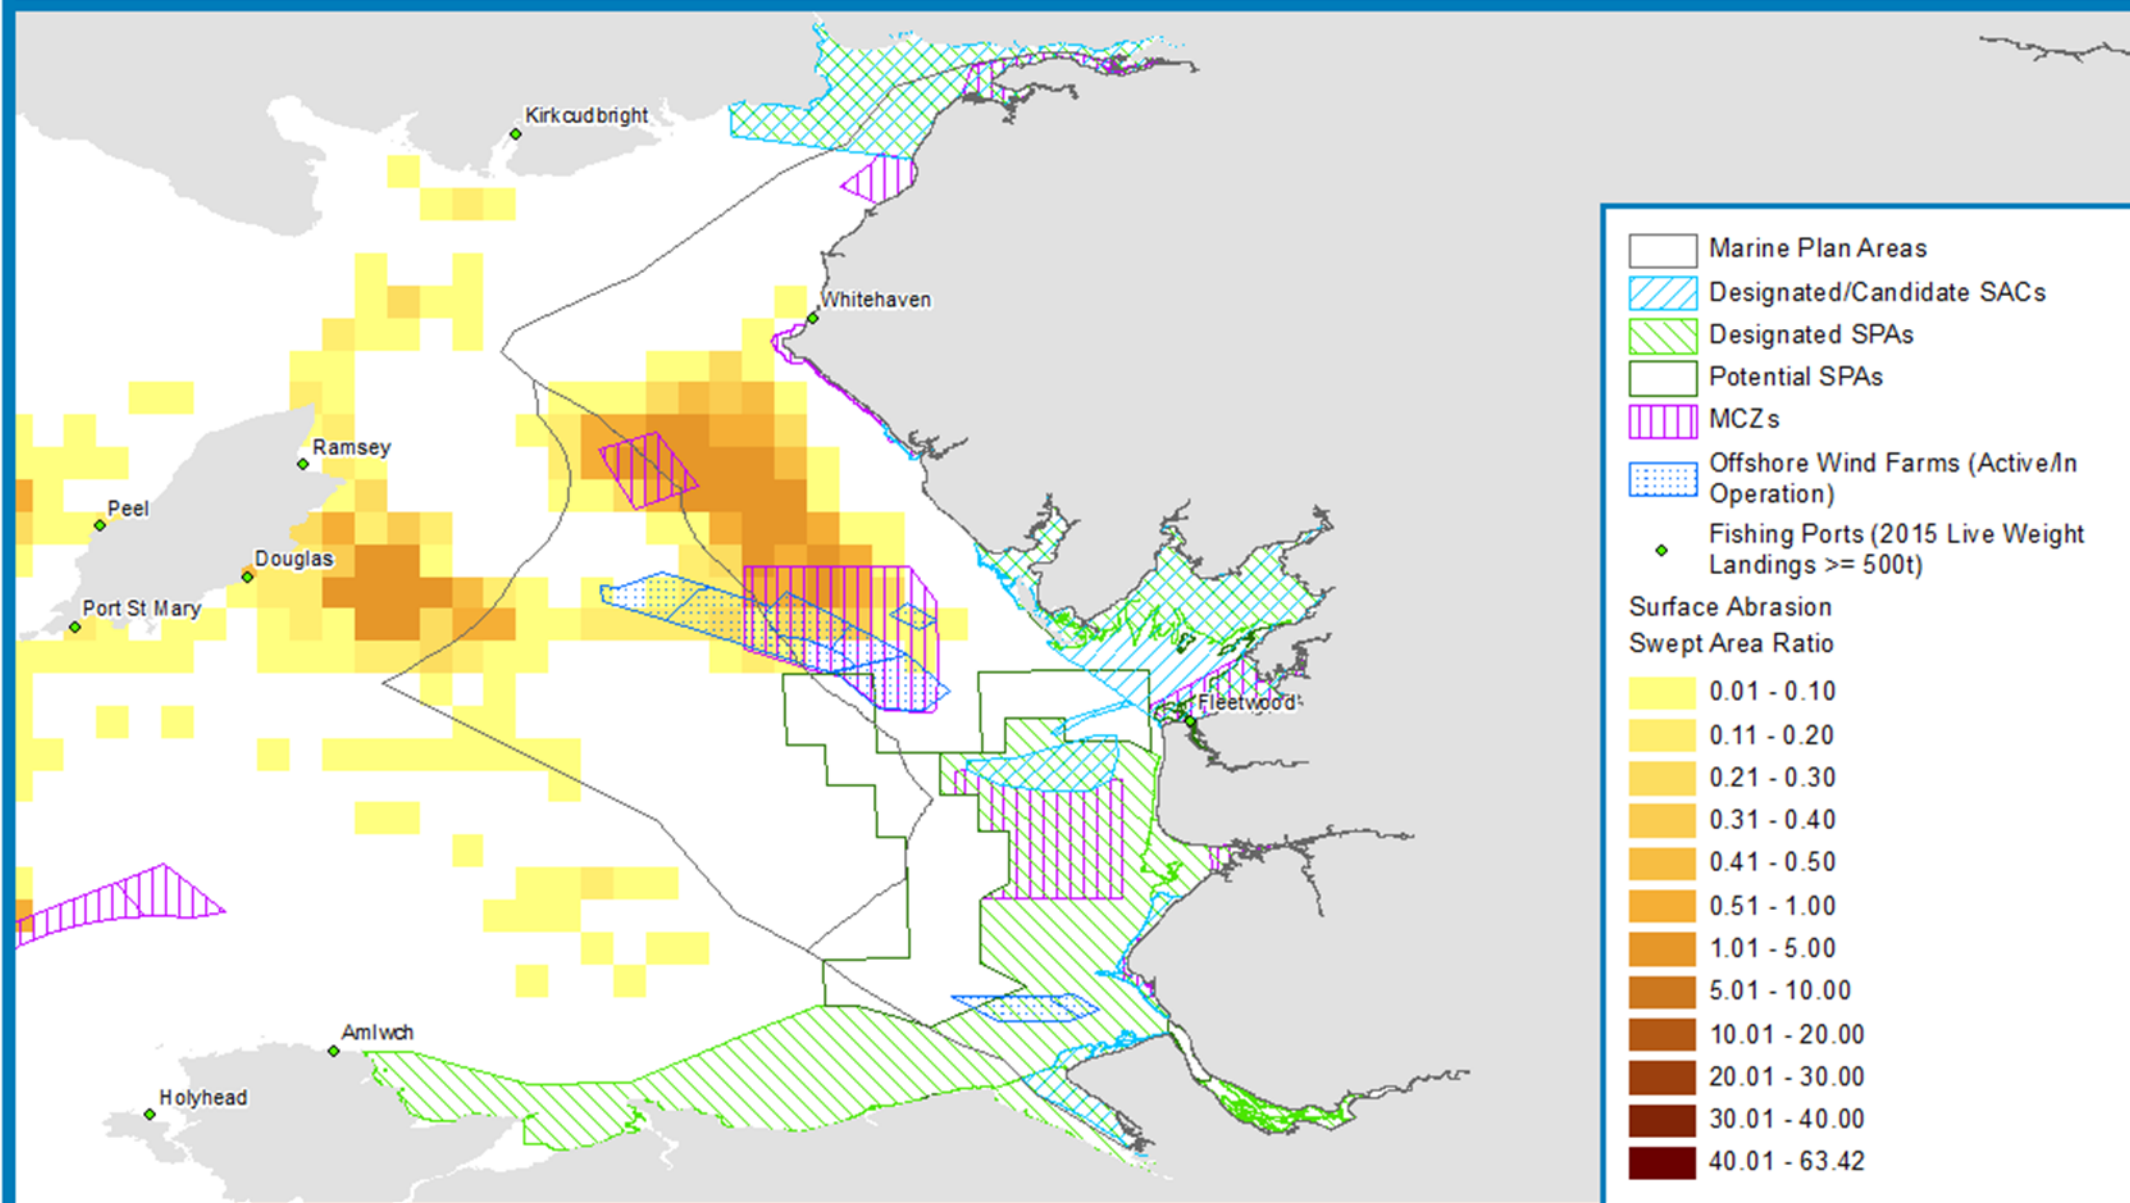 Kirkcudbright
Whitehaven
Ramsey
Peel
Douglas
Port St Mary
Fleetwood
Amlwch
Holyhead
Marine Plan Areas
Designated/Candidate SACs
Designated SPAs
Potential SPAs
MCZs
Offshore Wind Farms (Active/In
Operation)
Fishing Ports (2015 Live Weight
Landings >= 500t)
Surface Abrasion
Swept Area Ratio
0.01 - 0.10
0.11 - 0.20
0.21 - 0.30
0.31 - 0.40
0.41 - 0.50
0.51 - 1.00
1.01 - 5.00
5.01 - 10.00
10.01 - 20.00
20.01 - 30.00
30.01 - 40.00
40.01 - 63.42